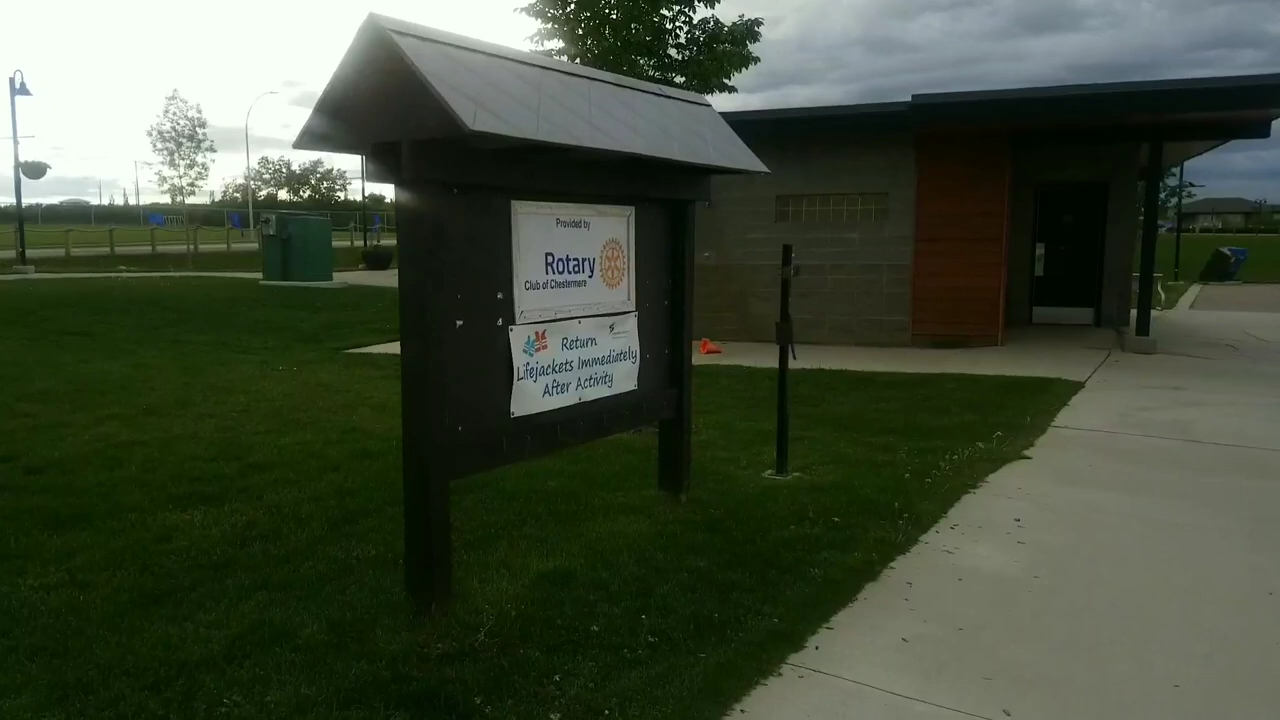 Provided by
Rotary
Club of Chestermere
Return
Lifejackets Immediately
After Activity